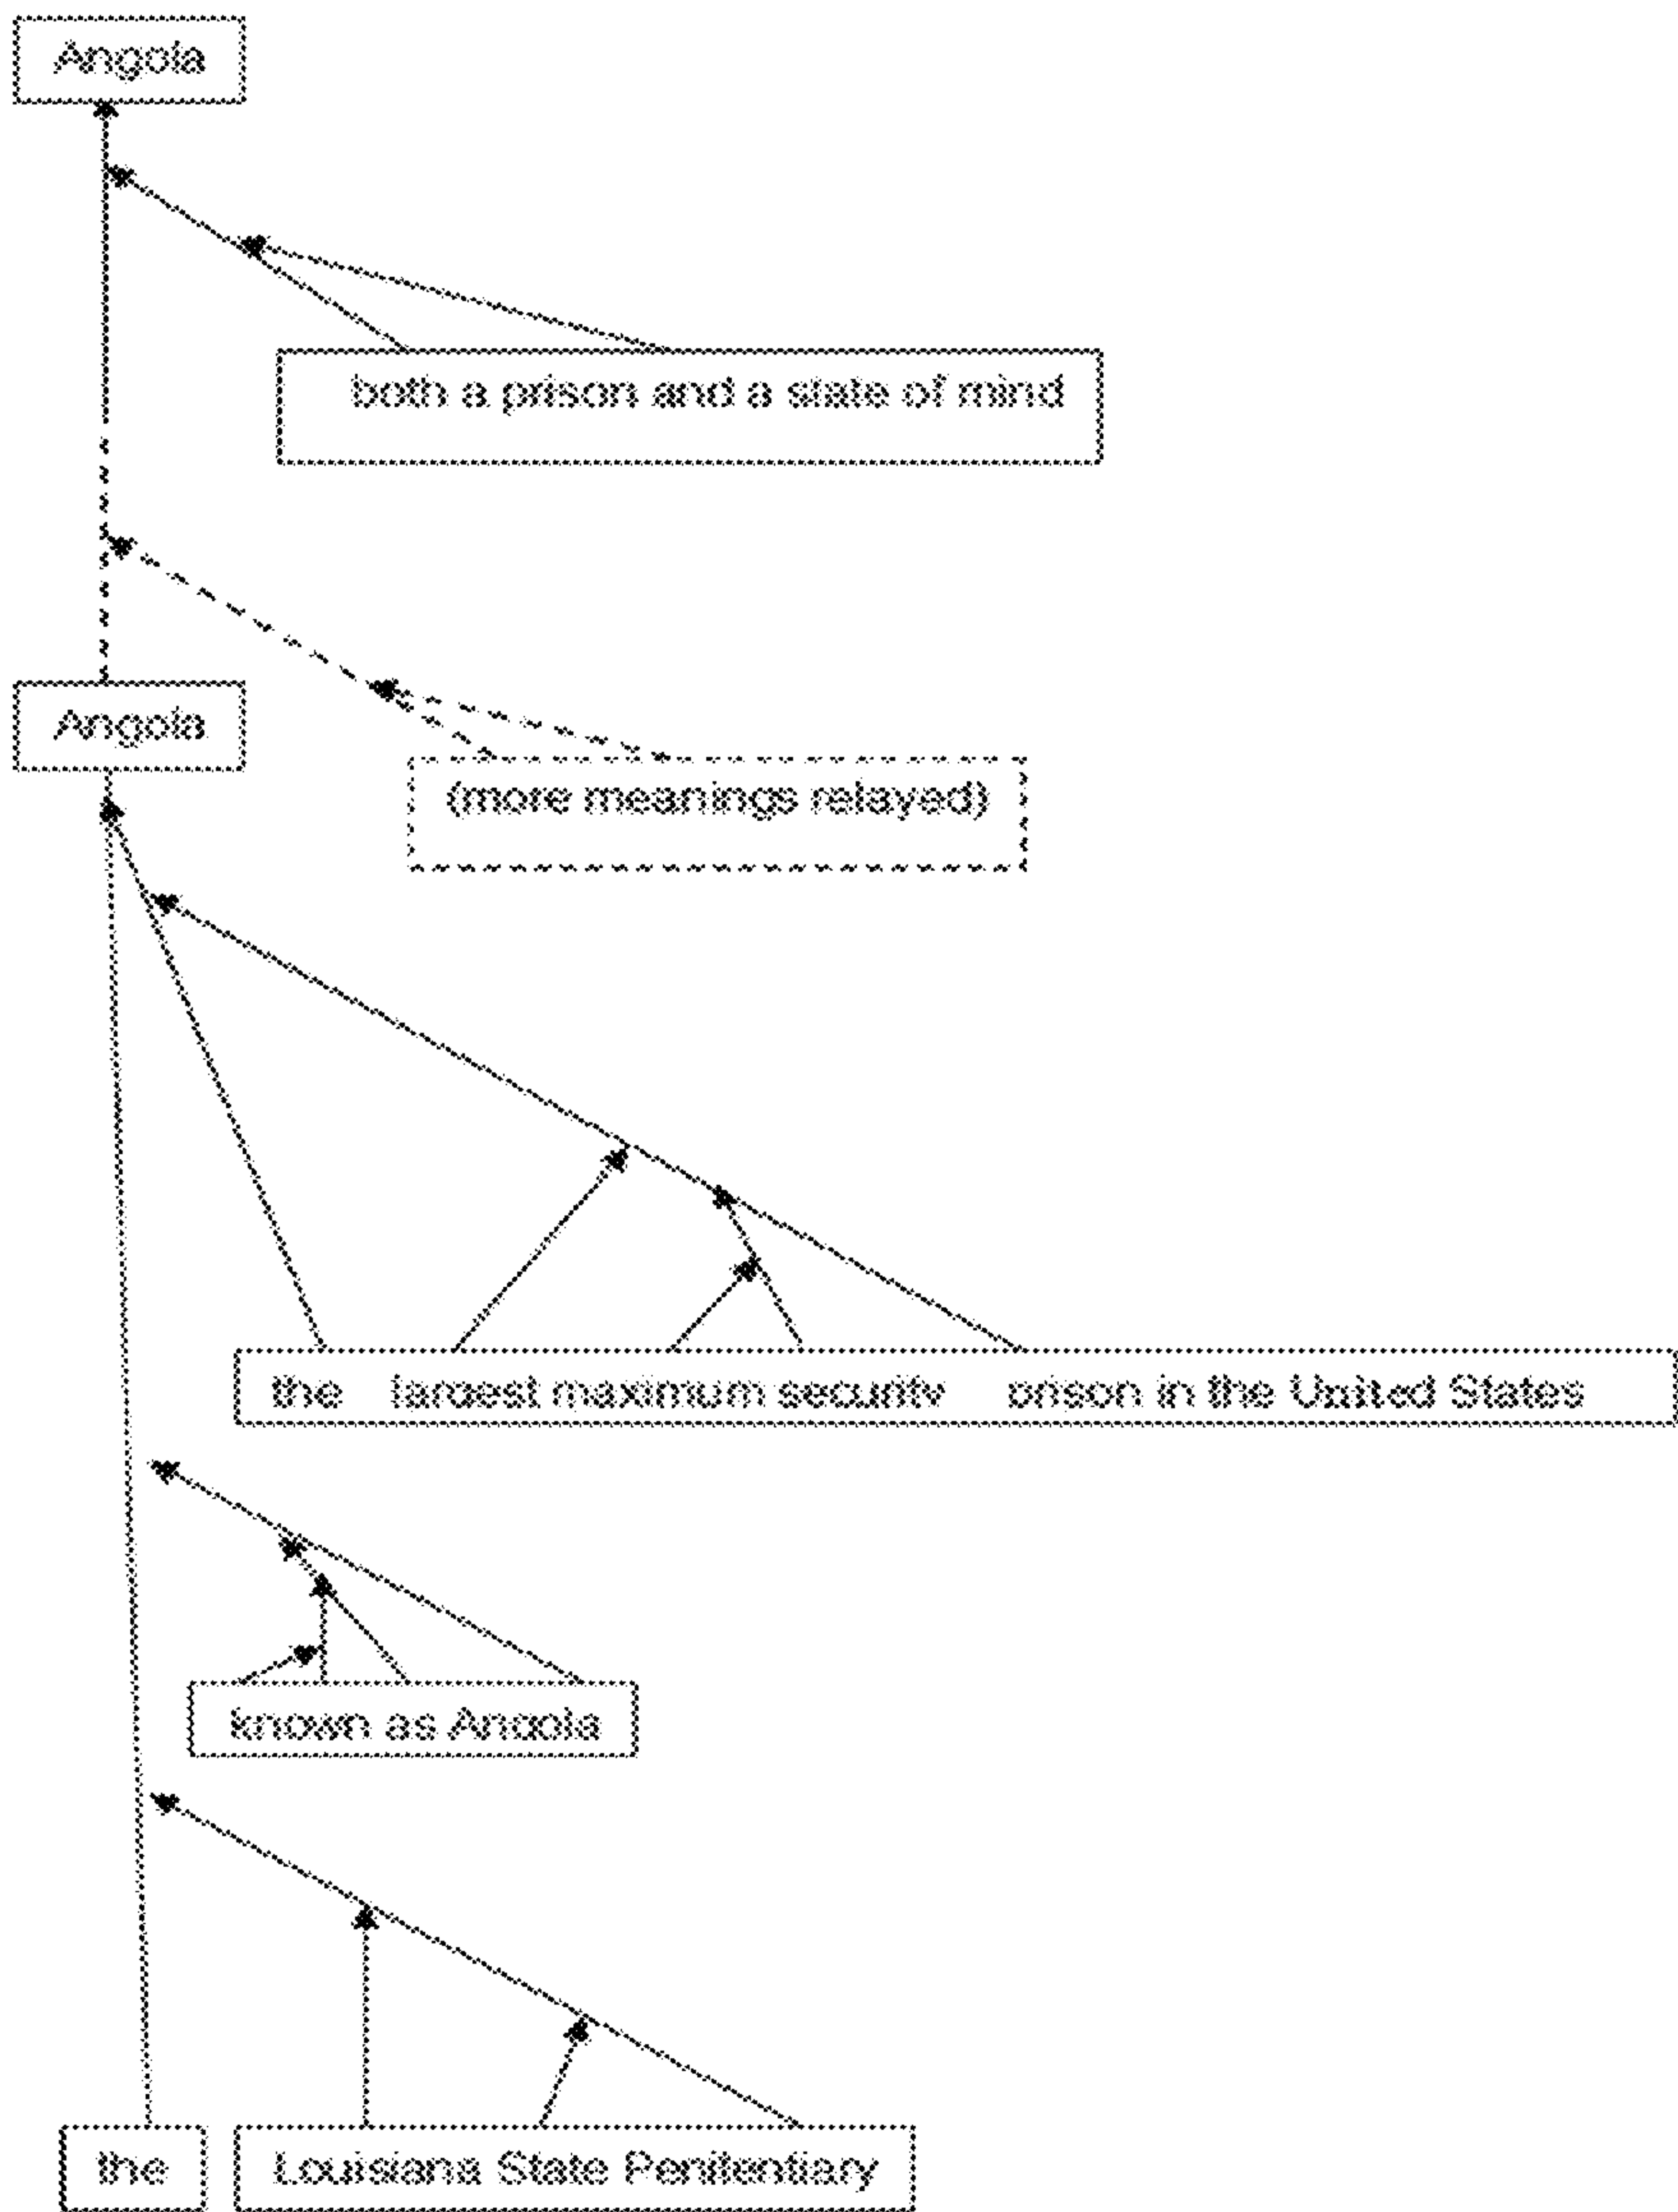 Angola
both a prison and a state of mind
Angola
(more meanings relayed)
the largest maximum security prison in the United States
known as Angola
the Louisiana State Penitentiary